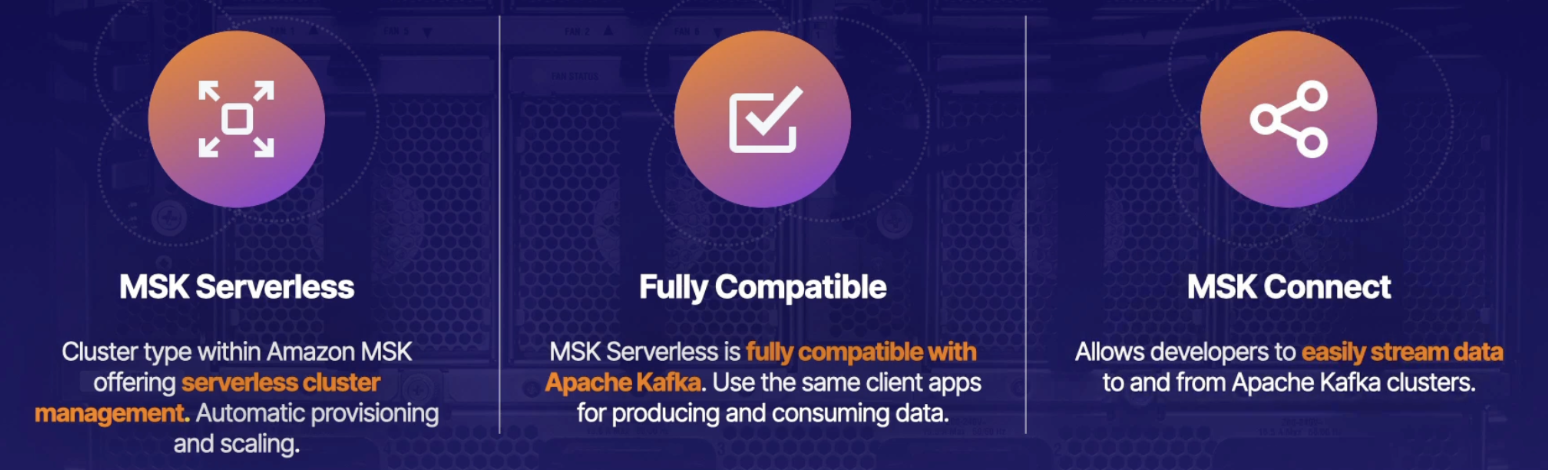 MSK Serverless
Cluster type within Amazon MSK
offering serverless cluster
management. Automatic provisioning
and scaling.
Fully Compatible
MSK Serverless is fully compatible with
Apache Kafka. Use the same client apps
for producing and consuming data.
MSK Connect
Allows developers to easily stream data
to and from Apache Kafka clusters.